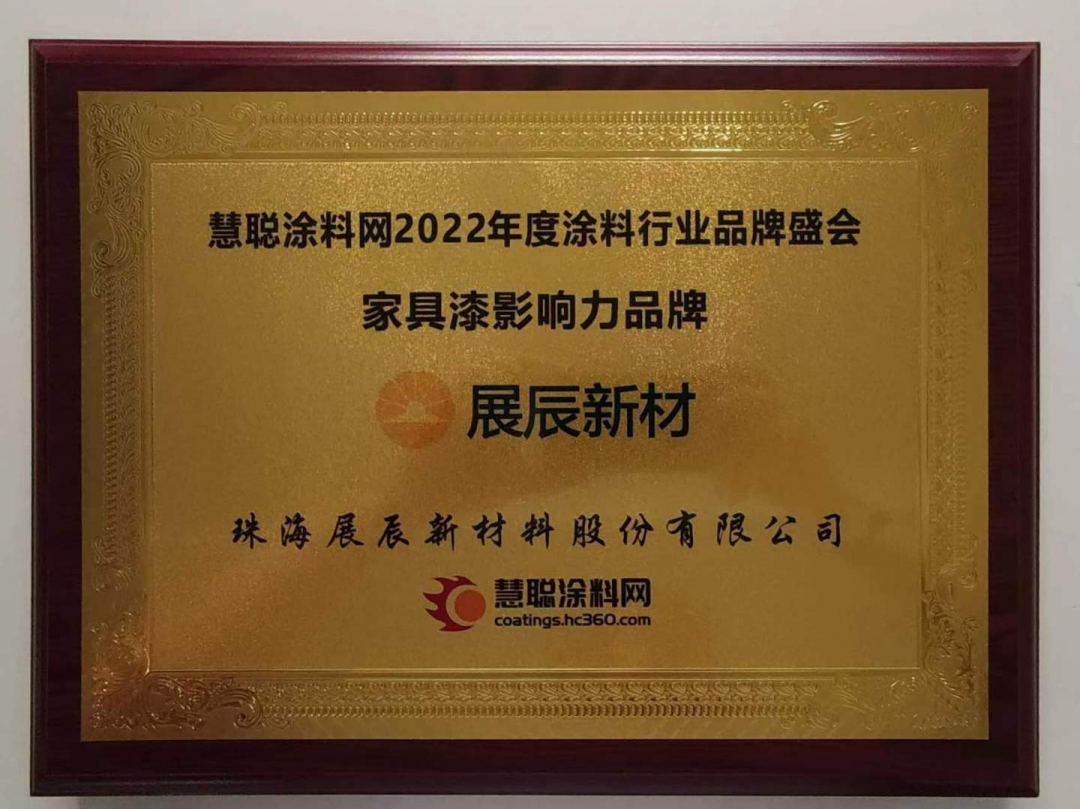 慧聪涂料网2022年度涂料行业品牌盛会
家具漆影响力品牌
展辰新材
珠海展辰新材料股份有限公司
慧聪涂料网
coatings.hc360.com